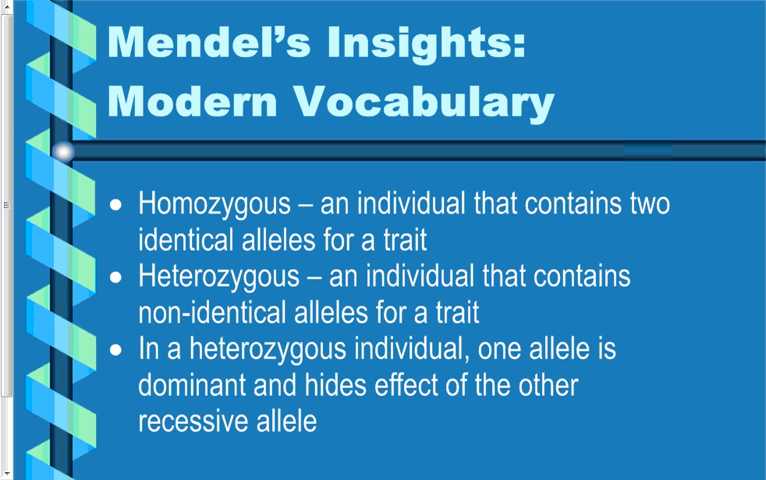 Mendel’s Insights:
Modern Vocabulary
● Homozygous – an individual that contains two
identical alleles for a trait
● Heterozygous – an individual that contains
non-identical alleles for a trait
● In a heterozygous individual, one allele is
dominant and hides effect of the other
recessive allele